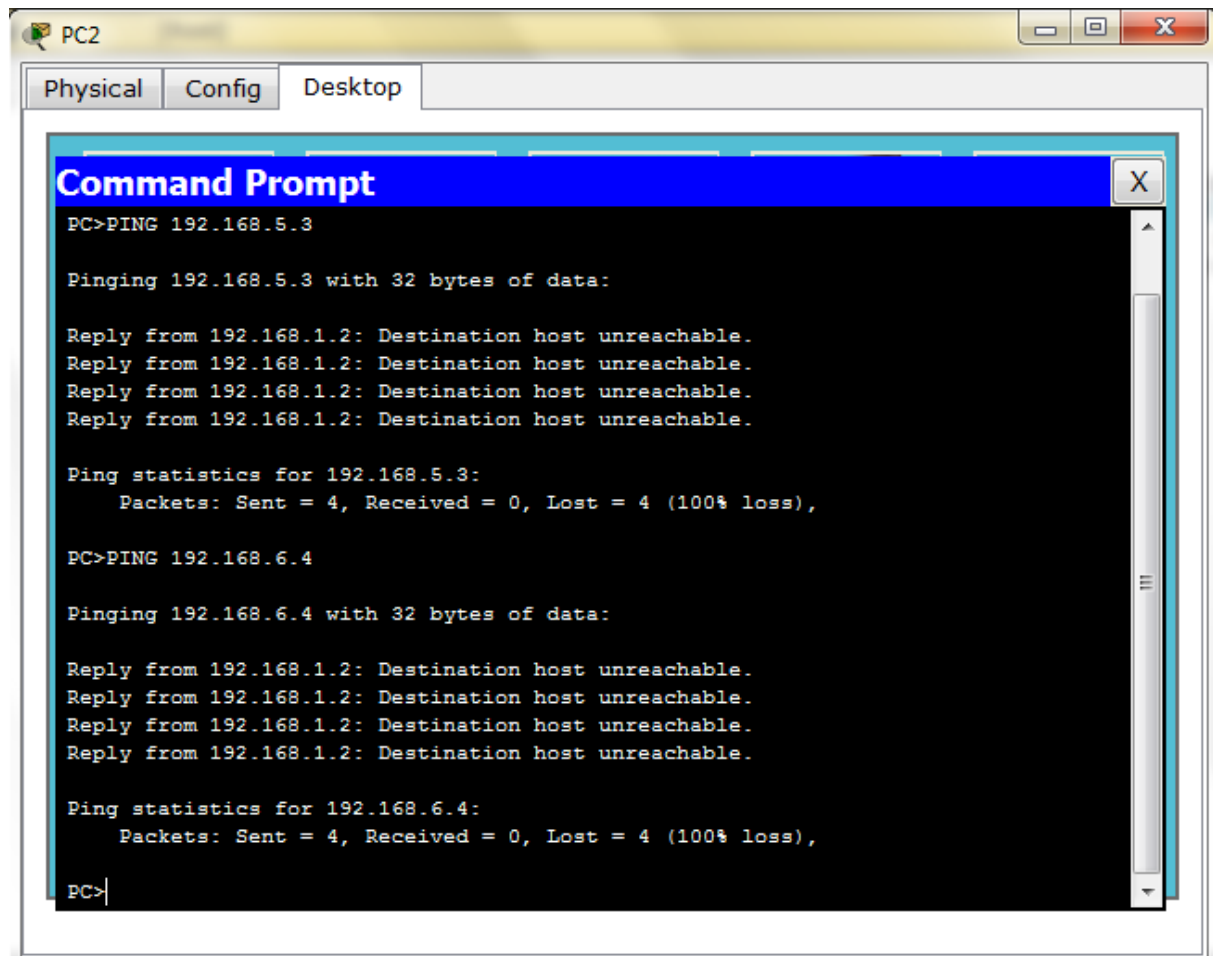 PC2
Physical Config Desktop
Command Prompt X
PC>PING 192.168.5.3
Pinging 192.168.5.3 with 32 bytes of data:
Reply from 192.168.1.2: Destination host unreachable.
Reply from 192.168.1.2: Destination host unreachable.
Reply from 192.168.1.2: Destination host unreachable.
Reply from 192.168.1.2: Destination host unreachable.
Ping statistics for 192.168.5.3:
Packets: Sent = 4, Received = 0, Lost = 4 (100% loss),
PC>PING 192.168.6.4
Pinging 192.168.6.4 with 32 bytes of data:
Reply from 192.168.1.2: Destination host unreachable.
Reply from 192.168.1.2: Destination host unreachable.
Reply from 192.168.1.2: Destination host unreachable.
Reply from 192.168.1.2: Destination host unreachable.
Ping statistics for 192.168.6.4:
Packets: Sent = 4, Received = 0, Lost = 4 (100% loss),
PC>